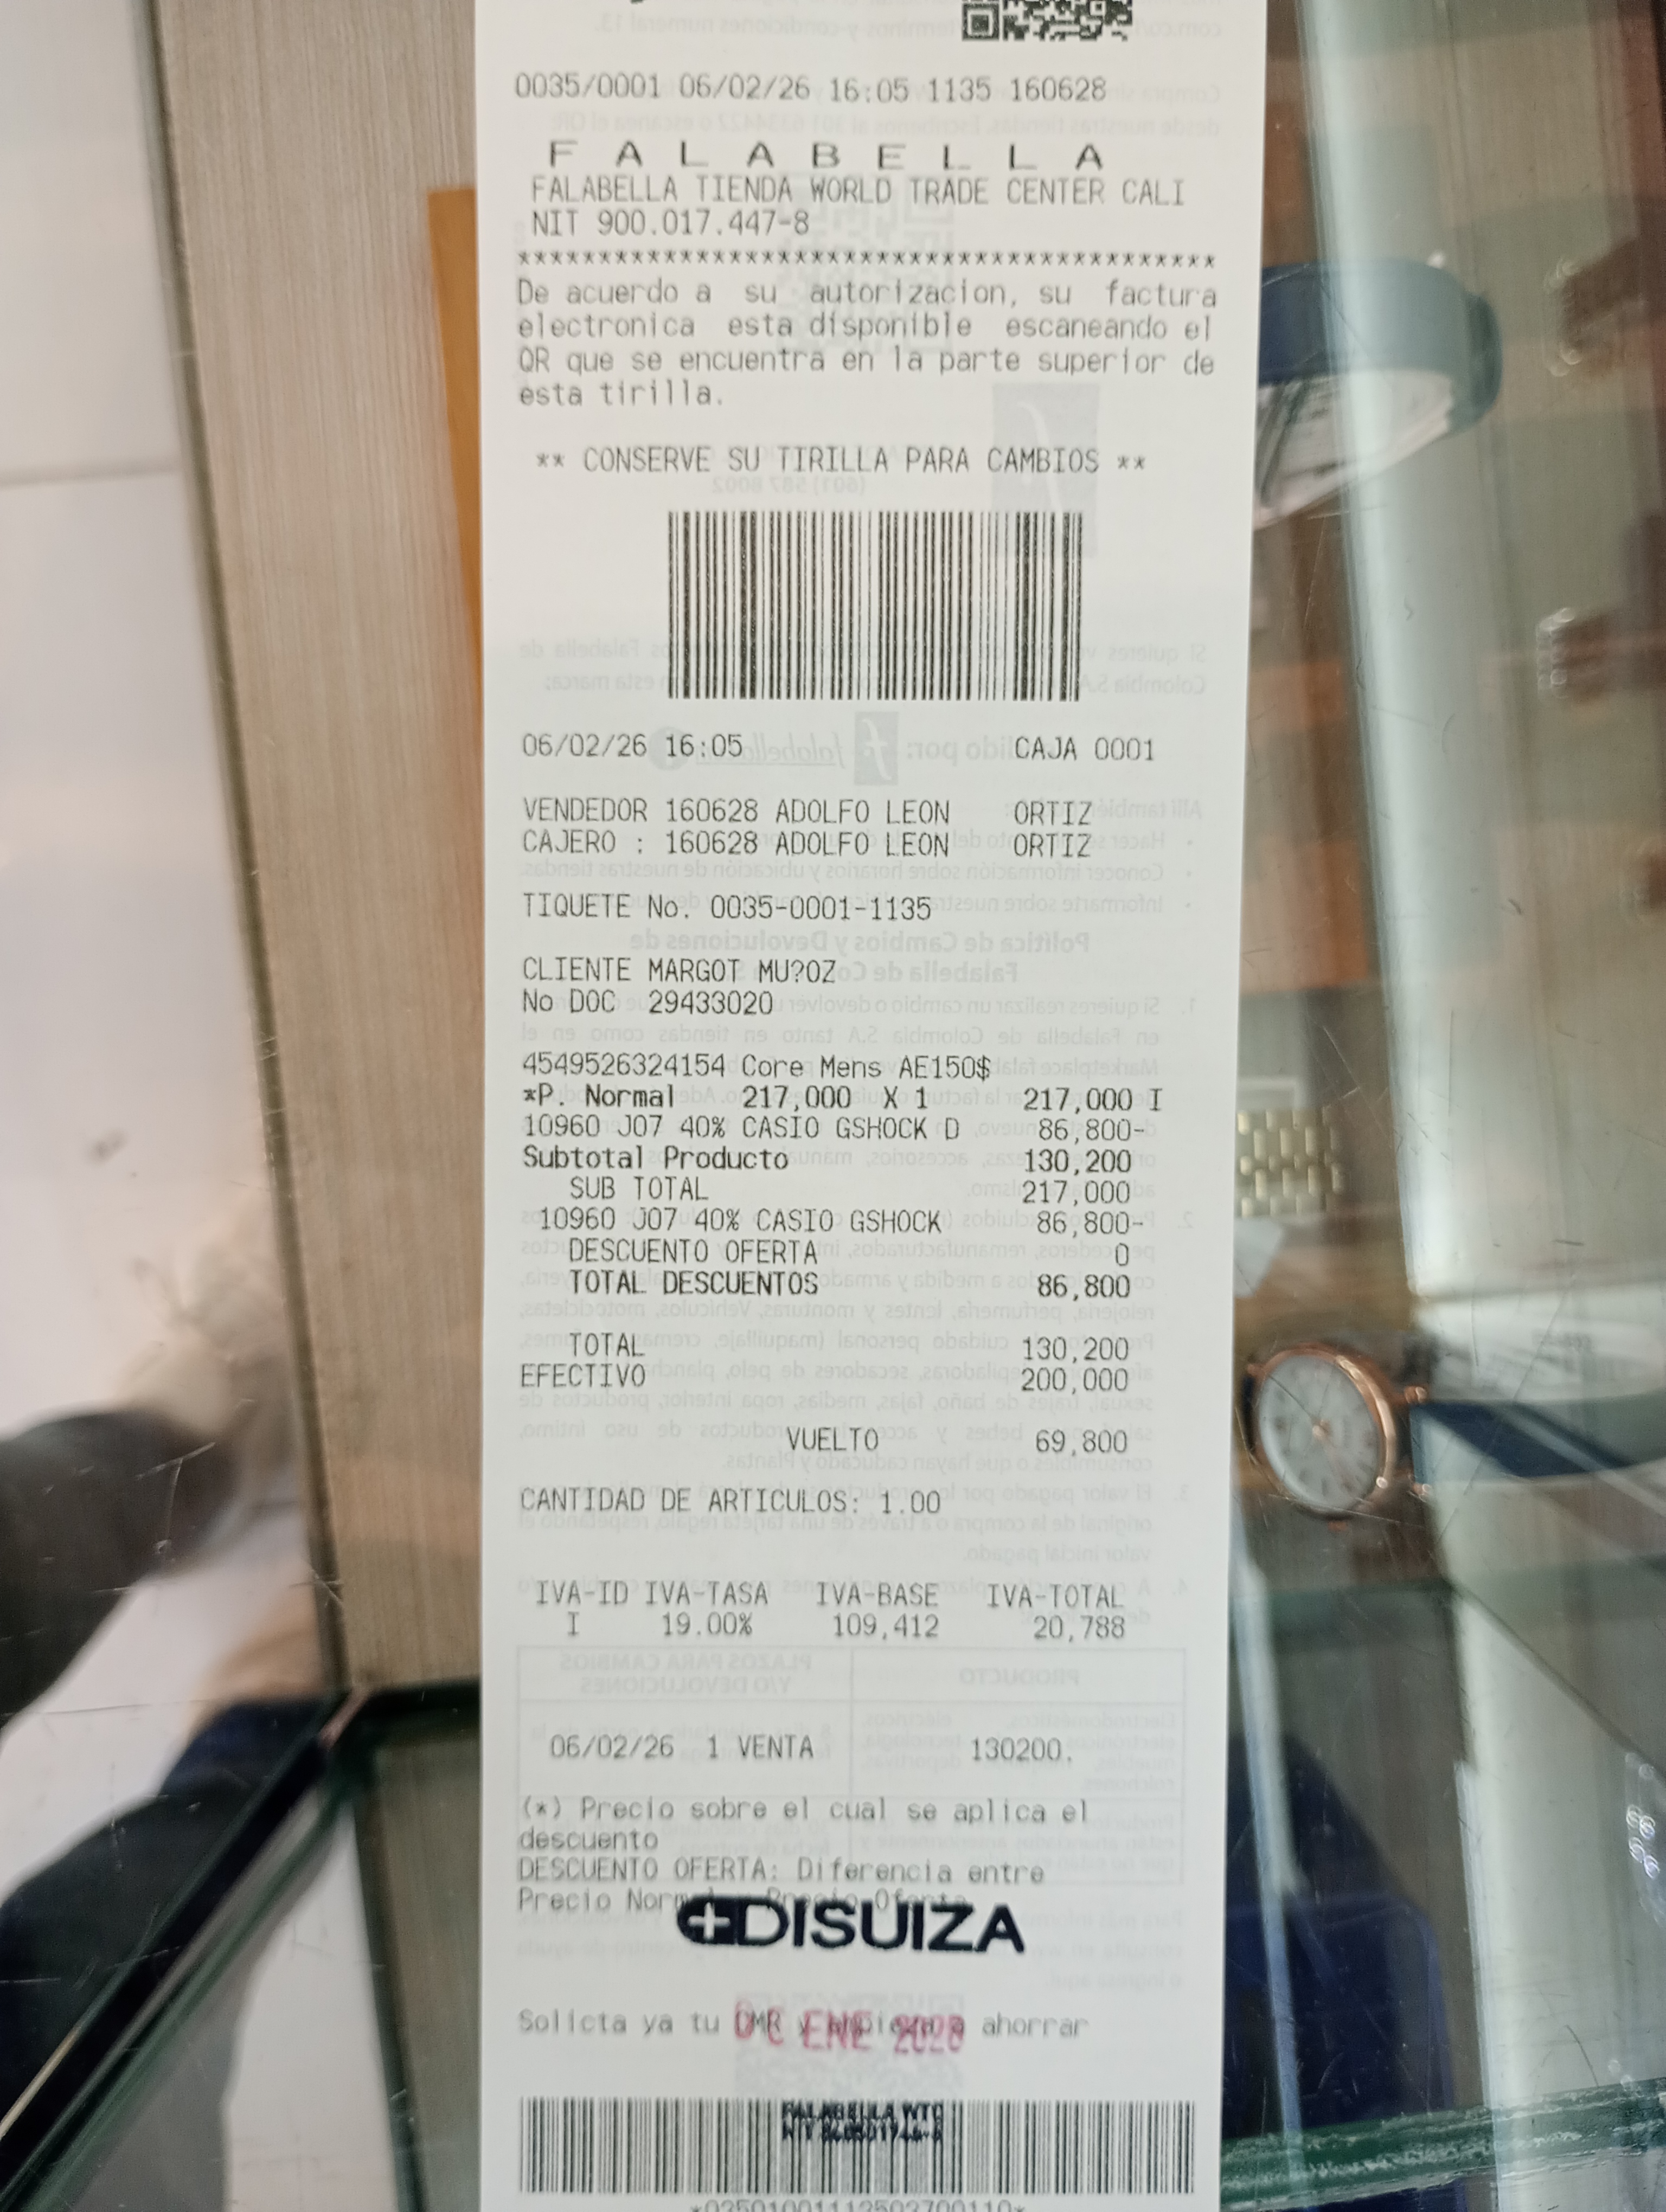 0035/0001 06/02/26 16:05 1135 160628
FALABELLA
FALABELLA TIENDA WORLD TRADE CENTER CALI
NIT 900.017.447-8
********************************************
De acuerdo a su autorizacion, su factura
electronica esta disponible escaneando el
QR que se encuentra en la parte superior de
esta tirilla.
** CONSERVE SU TIRILLA PARA CAMBIOS **
06/02/26 16:05 CAJA 0001
VENDEDOR 160628 ADOLFO LEON ORTIZ
CAJERO : 160628 ADOLFO LEON ORTIZ
TIQUETE No. 0035-0001-1135
CLIENTE MARGOT MU?OZ
No DOC 29433020
4549526324154 Core Mens AE150$
*P. Normal 217,000 X 1 217,000 I
10960 J07 40% CASIO GSHOCK D 86,800-
Subtotal Producto 130,200
SUB TOTAL 217,000
10960 J07 40% CASIO GSHOCK 86,800-
DESCUENTO OFERTA 0
TOTAL DESCUENTOS 86,800
TOTAL 130,200
EFECTIVO 200,000
VUELTO 69,800
CANTIDAD DE ARTICULOS: 1.00
IVA-ID IVA-TASA IVA-BASE IVA-TOTAL
I 19.00% 109,412 20,788
06/02/26 1 VENTA 130200.
(*) Precio sobre el cual se aplica el
descuento
DESCUENTO OFERTA: Diferencia entre
Precio
DISUIZA
Solicta ya tu CMR y ahorrar
ENE
FALABELLA WTC